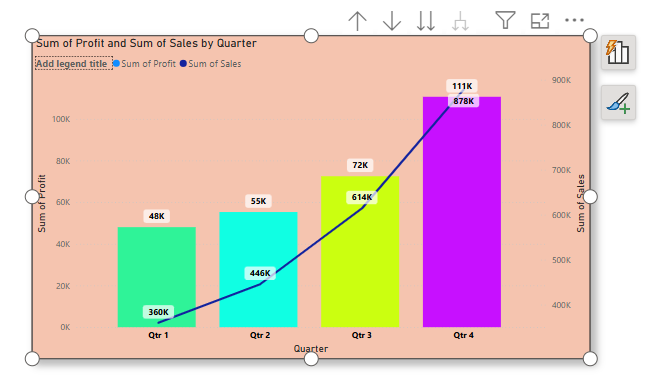 Sum of Profit and Sum of Sales by Quarter
Add legend title Sum of Profit Sum of Sales
900K
111K
878K
100K
800K
80K
72K
700K
614K
60K
55K
48K
600K
Sum of Profit
Sum of Sales
40K
500K
446K
20K
360K
400K
0K
Qtr 1 Qtr 2 Qtr 3 Qtr 4
Quarter